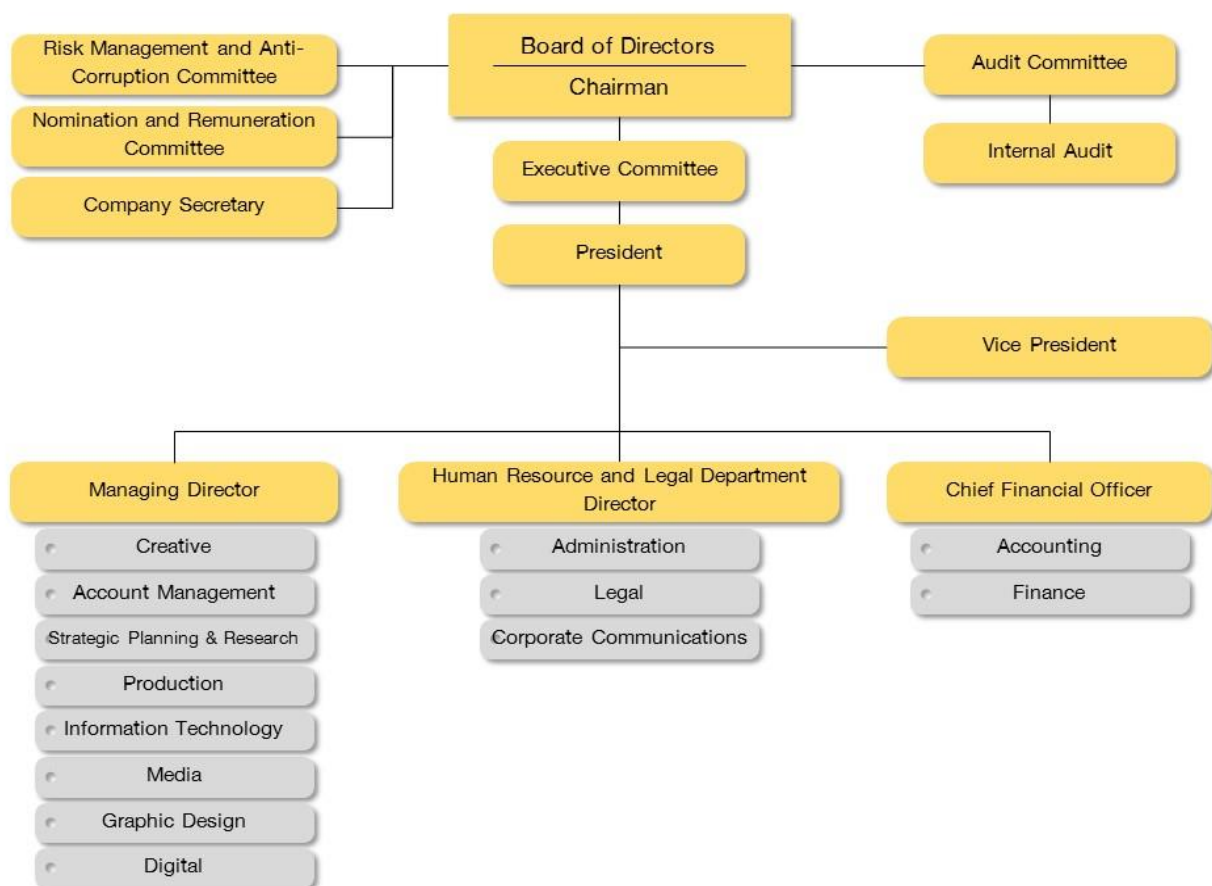 Board of Directors
Chairman
Risk Management and Anti-
Corruption Committee
Nomination and Remuneration
Committee
Company Secretary
Audit Committee
Internal Audit
Executive Committee
President
Vice President
Managing Director
Creative
Account Management
Strategic Planning & Research
Production
Information Technology
Media
Graphic Design
Digital
Human Resource and Legal Department
Director
Administration
Legal
Corporate Communications
Chief Financial Officer
Accounting
Finance